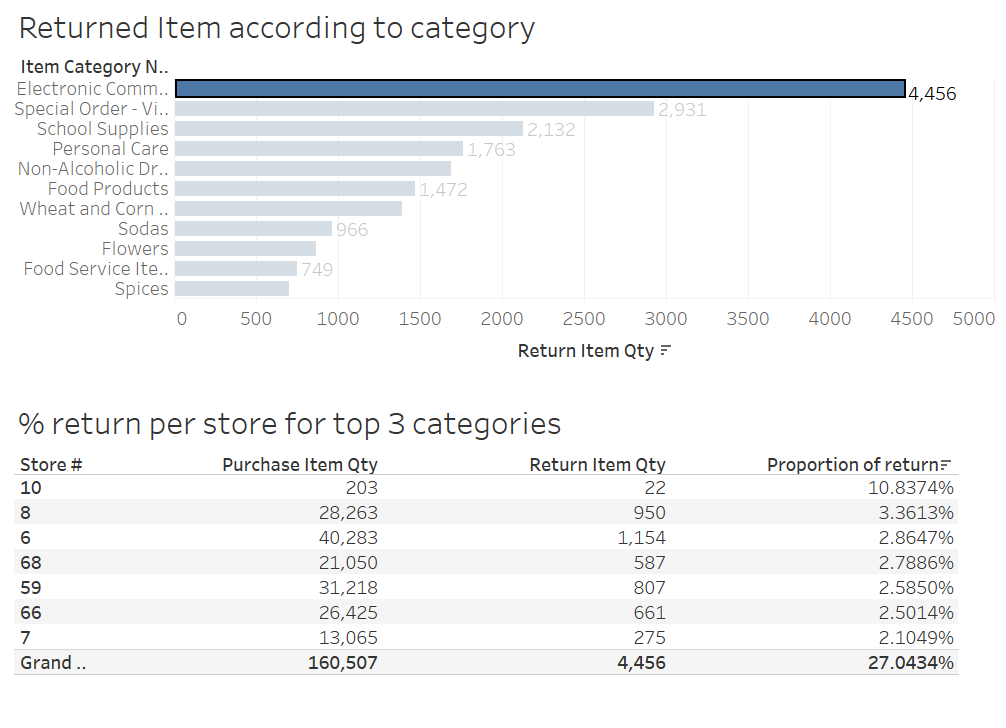 Returned Item according to category
Item Category N..
Electronic Comm.. 4,456
Special Order - Vi.. 2,931
School Supplies 2,132
Personal Care 1,763
Non-Alcoholic Dr..
Food Products 1,472
Wheat and Corn ..
Sodas 966
Flowers
Food Service Ite.. 749
Spices
0 500 1000 1500 2000 2500 3000 3500 4000 4500 5000
Return Item Qty
% return per store for top 3 categories
Store # Purchase Item Qty Return Item Qty Proportion of return
10 203 22 10.8374%
8 28,263 950 3.3613%
6 40,283 1,154 2.8647%
68 21,050 587 2.7886%
59 31,218 807 2.5850%
66 26,425 661 2.5014%
7 13,065 275 2.1049%
Grand .. 160,507 4,456 27.0434%